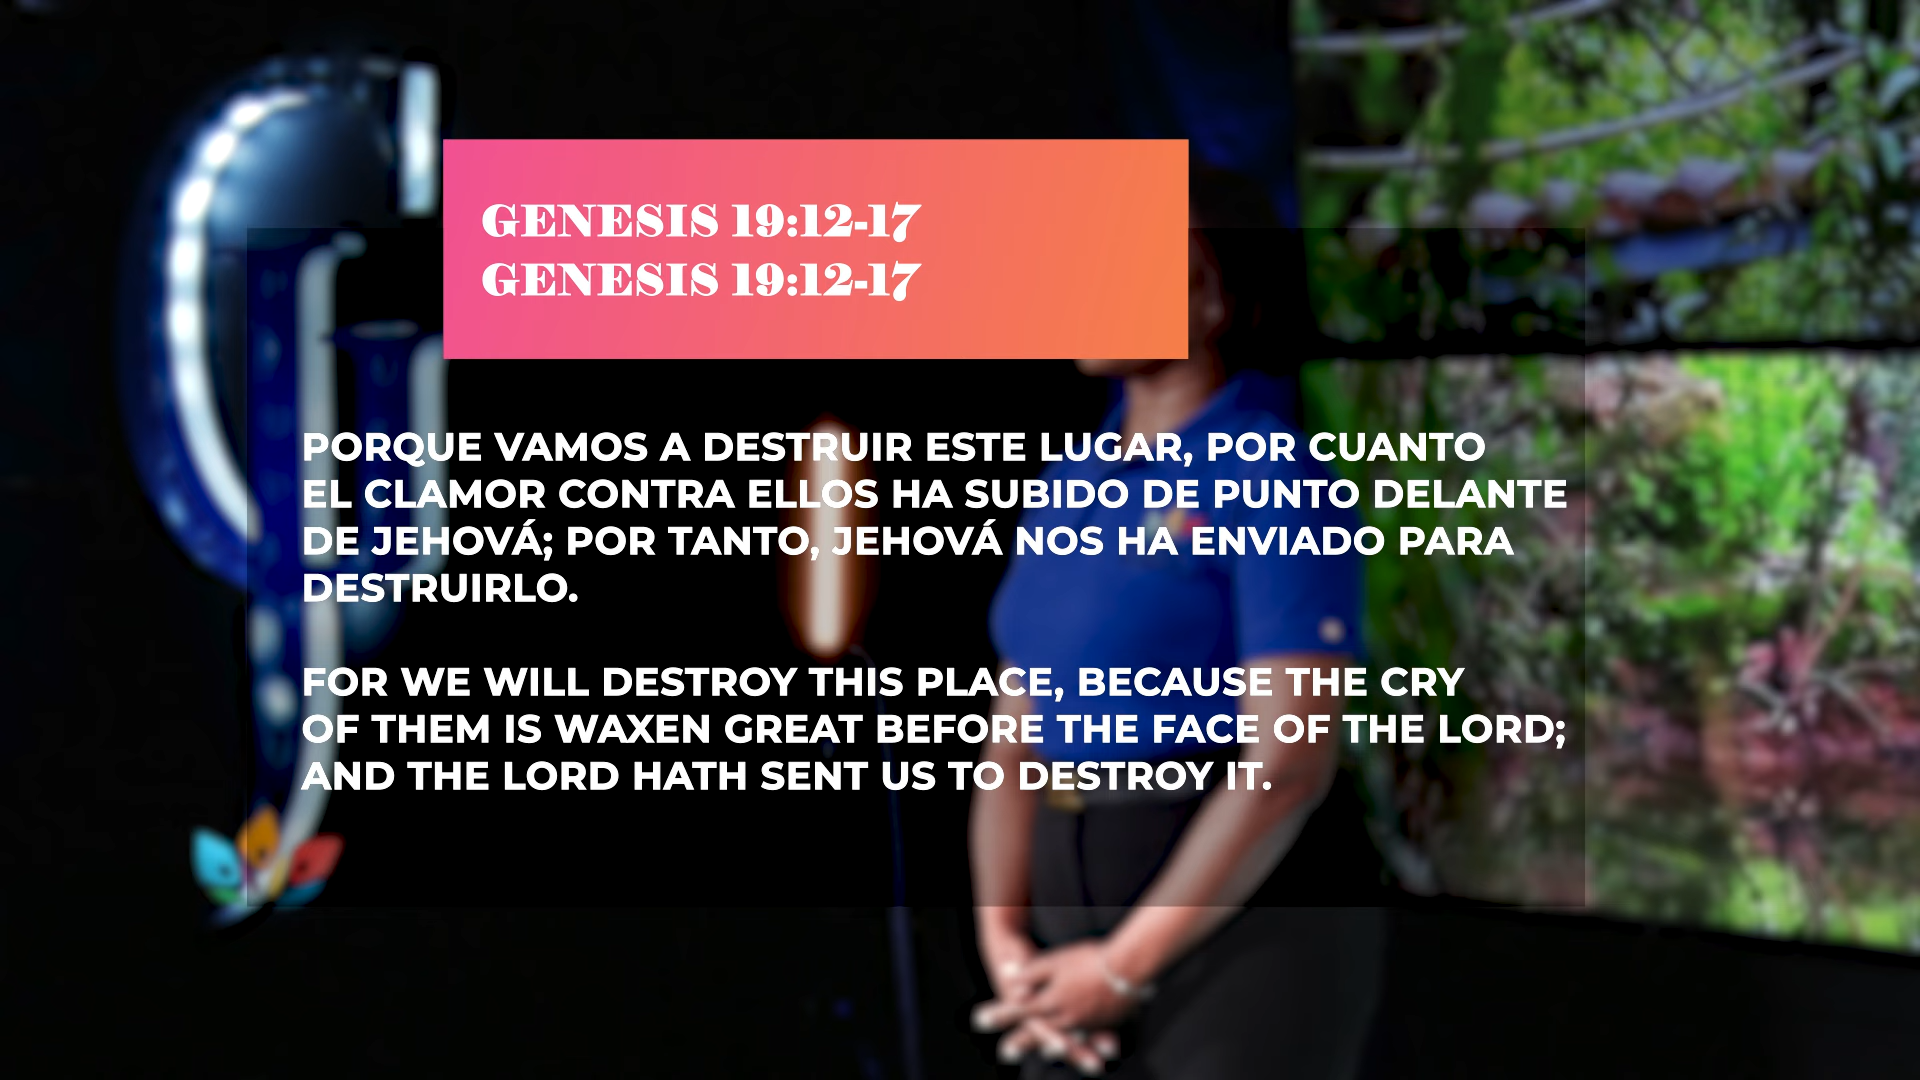 GENESIS 19:12-17
GENESIS 19:12-17
PORQUE VAMOS A DESTRUIR ESTE LUGAR, POR CUANTO
EL CLAMOR CONTRA ELLOS HA SUBIDO DE PUNTO DELANTE
DE JEHOVÁ; POR TANTO, JEHOVÁ NOS HA ENVIADO PARA
DESTRUIRLO.
FOR WE WILL DESTROY THIS PLACE, BECAUSE THE CRY
OF THEM IS WAXEN GREAT BEFORE THE FACE OF THE LORD;
AND THE LORD HATH SENT US TO DESTROY IT.